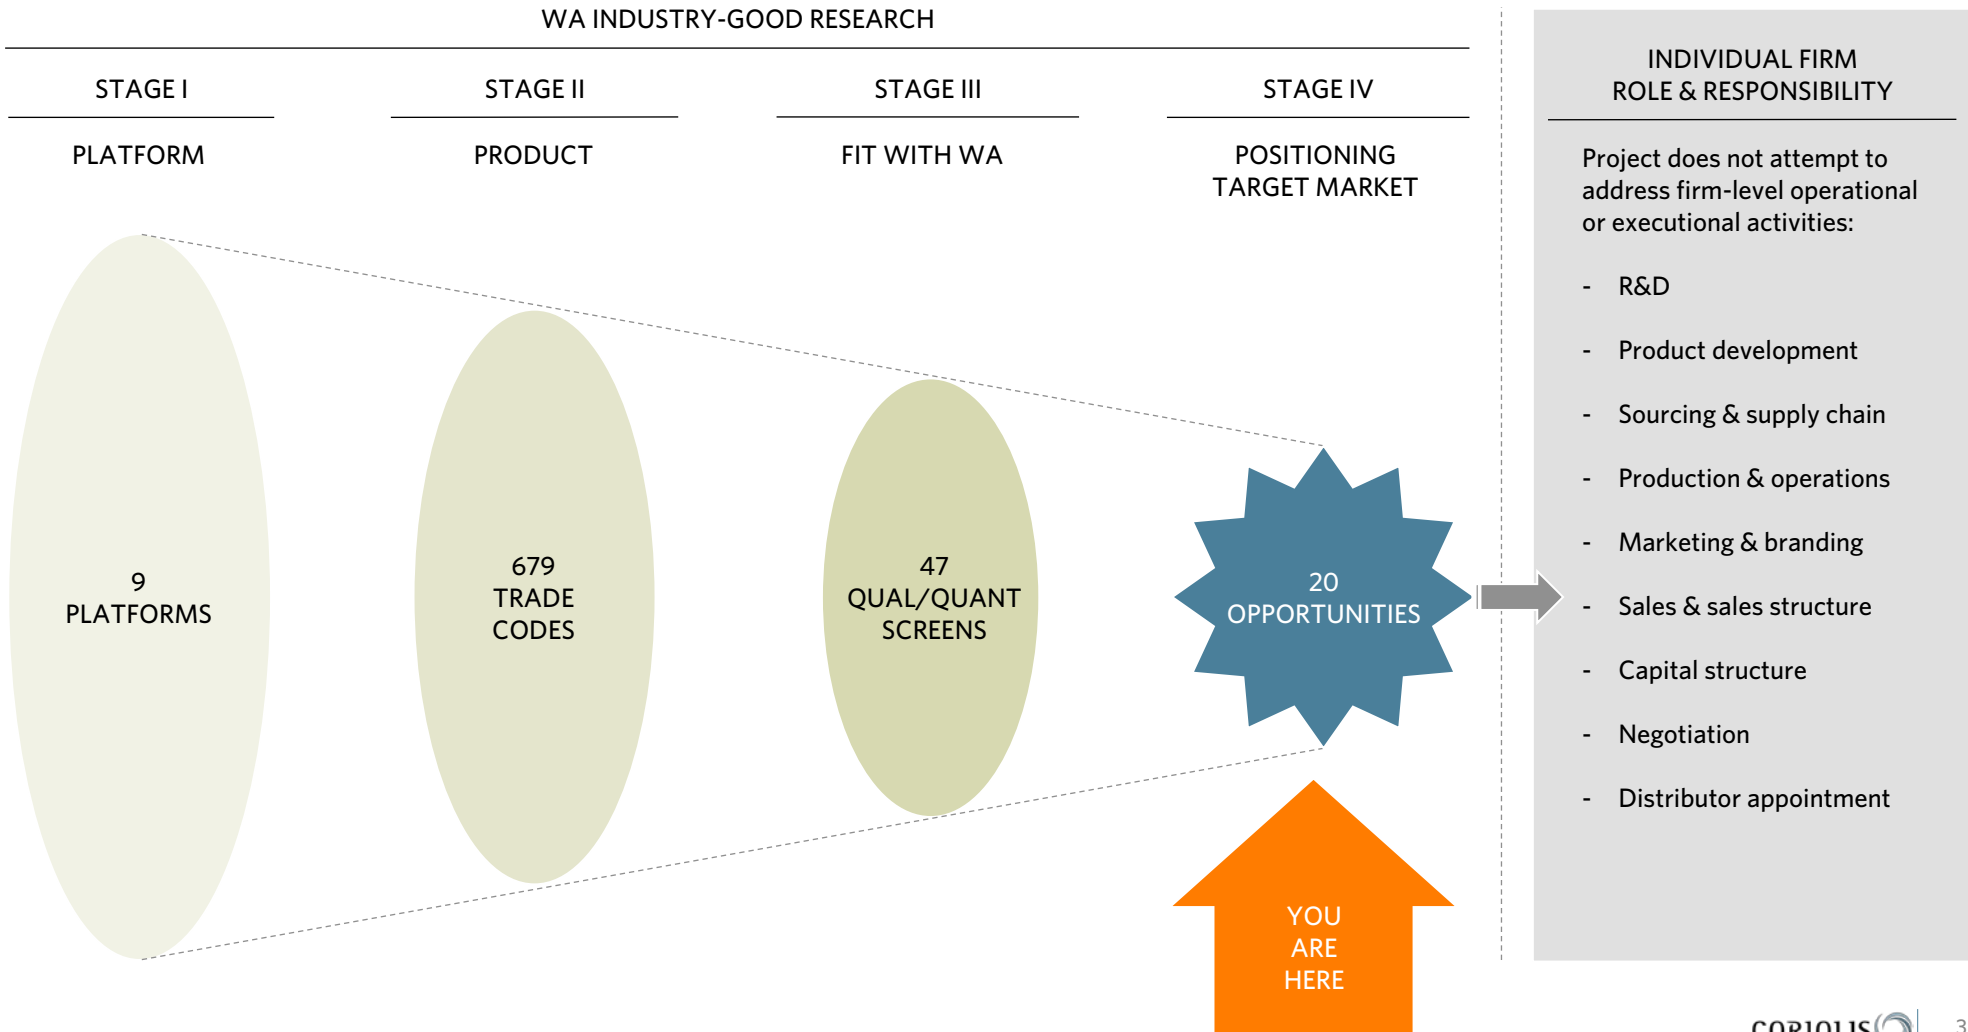 WA INDUSTRY-GOOD RESEARCH
STAGE I
PLATFORM
9
PLATFORMS
STAGE II
PRODUCT
679
TRADE
CODES
STAGE III
FIT WITH WA
47
QUAL/QUANT
SCREENS
STAGE IV
POSITIONING
TARGET MARKET
20
OPPORTUNITIES
YOU
ARE
HERE
INDIVIDUAL FIRM
ROLE & RESPONSIBILITY
Project does not attempt to
address firm-level operational
or executional activities:
- R&D
- Product development
- Sourcing & supply chain
- Production & operations
- Marketing & branding
- Sales & sales structure
- Capital structure
- Negotiation
- Distributor appointment
CORIOLIS
3